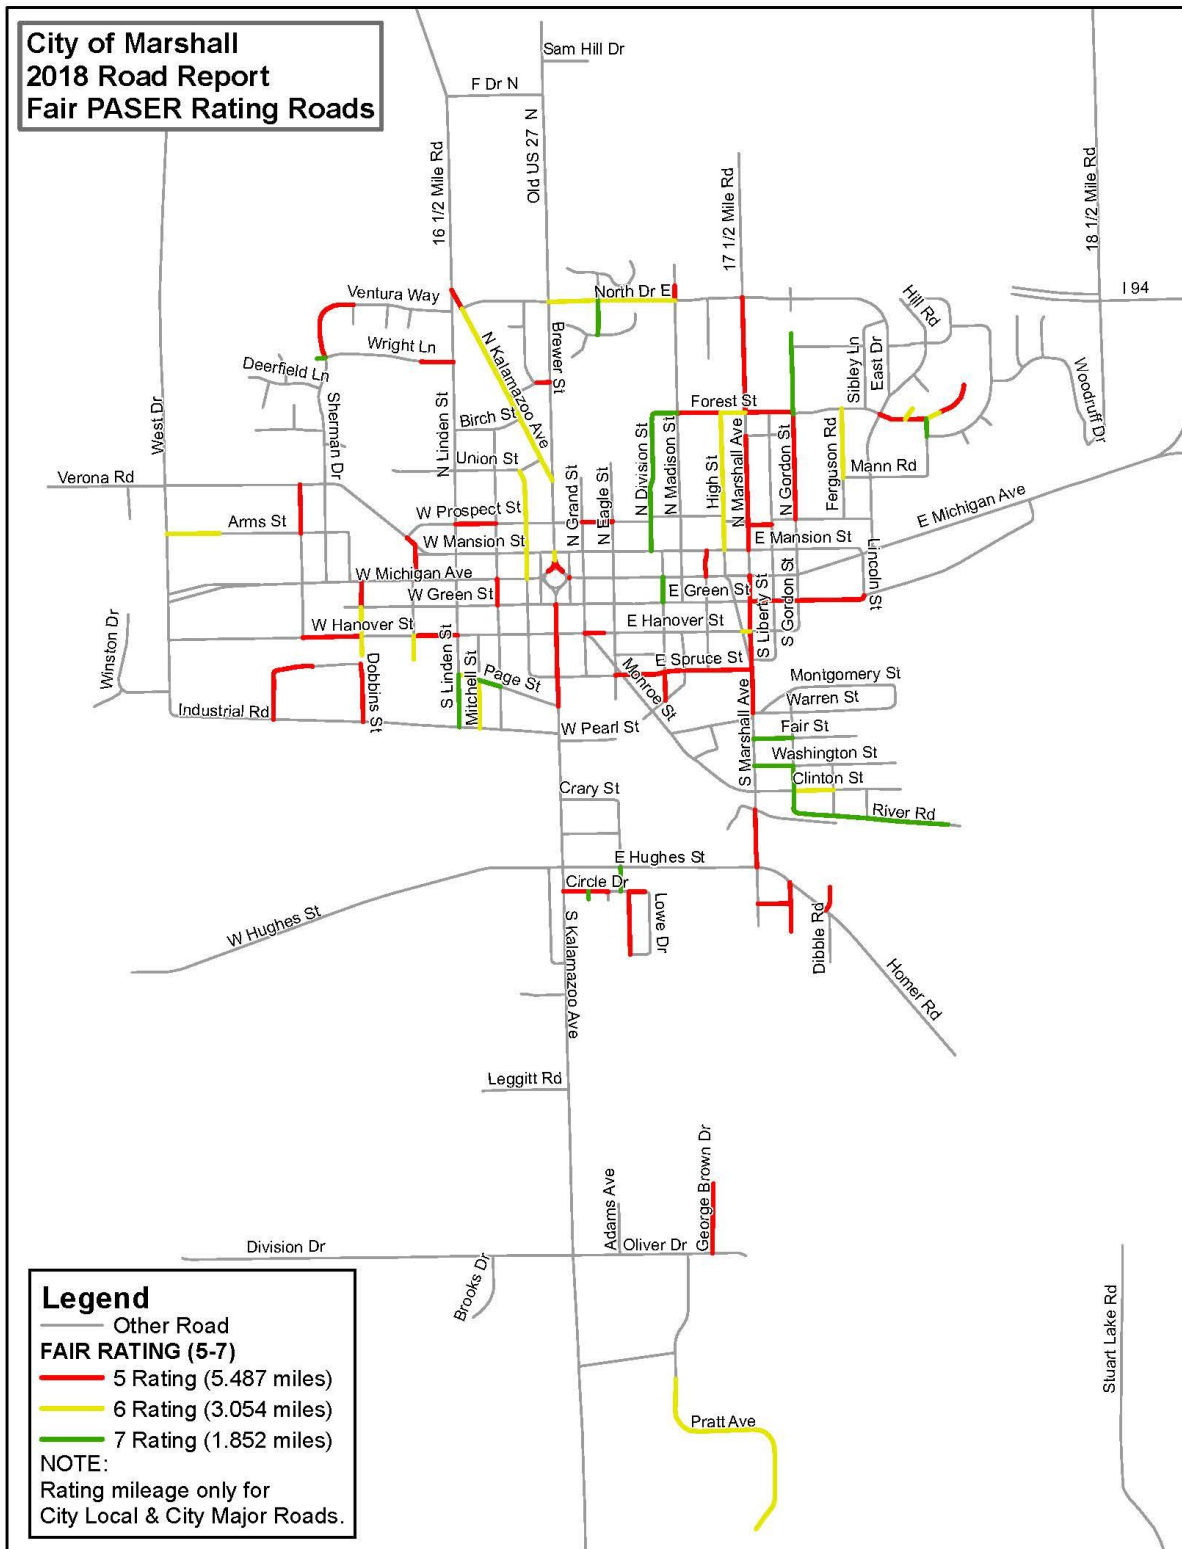 City of Marshall
2018 Road Report
Fair PASER Rating Roads
Sam Hill Dr
F Dr N
Old US 27 N
16 1/2 Mile Rd
17 1/2 Mile Rd
18 1/2 Mile Rd
I 94
Ventura Way
North Dr E
Hill Rd
Wright Ln
N Kalamazoo Ave
Brewer St
Sibley Ln
East Dr
Woodruff Dr
Deerfield Ln
West Dr
Sherman Dr
N Linden St
Birch St
Forest St
Union St
N Division St
N Madison St
High St
N Marshall Ave
N Gordon St
Ferguson Rd
Mann Rd
Verona Rd
N Grand St
N Eagle St
E Michigan Ave
Arms St
W Prospect St
W Mansion St
E Mansion St
Lincoln St
W Michigan Ave
W Green St
E Green St
S Liberty St
S Gordon St
Winston Dr
W Hanover St
E Hanover St
S Linden St
Mitchell St
Page St
Monroe St
E Spruce St
Montgomery St
Warren St
Industrial Rd
Dobbins St
W Pearl St
S Marshall Ave
Fair St
Washington St
Clinton St
River Rd
Crary St
E Hughes St
Circle Dr
Lowe Dr
W Hughes St
S Kalamazoo Ave
Dibble Rd
Homer Rd
Leggitt Rd
Adams Ave
George Brown Dr
Division Dr
Oliver Dr
Brooks Dr
Stuart Lake Rd
Pratt Ave
Legend
Other Road
FAIR RATING (5-7)
5 Rating (5.487 miles)
6 Rating (3.054 miles)
7 Rating (1.852 miles)
NOTE:
Rating mileage only for
City Local & City Major Roads.